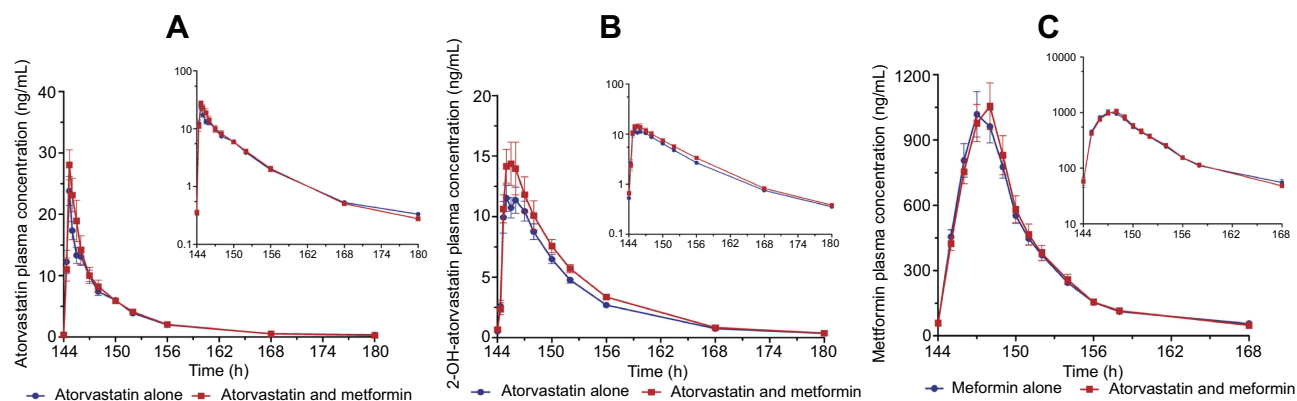 A
Atorvastatin plasma concentration (ng/mL)
40
30
20
10
0
144 150 156 162 168 174 180
Time (h)
100
10
1
0.1
144 150 156 162 168 174 180
Atorvastatin alone Atorvastatin and metformin
B
2-OH-atorvastatin plasma concentration (ng/mL)
20
15
10
5
0
144 150 156 162 168 174 180
Time (h)
100
10
1
0.1
144 150 156 162 168 174 180
Atorvastatin alone Atorvastatin and metformin
C
Metformin plasma concentration (ng/mL)
1200
900
600
300
0
144 150 156 162 168
Time (h)
10000
1000
100
10
144 150 156 162 168
Meformin alone Atorvastatin and metformin